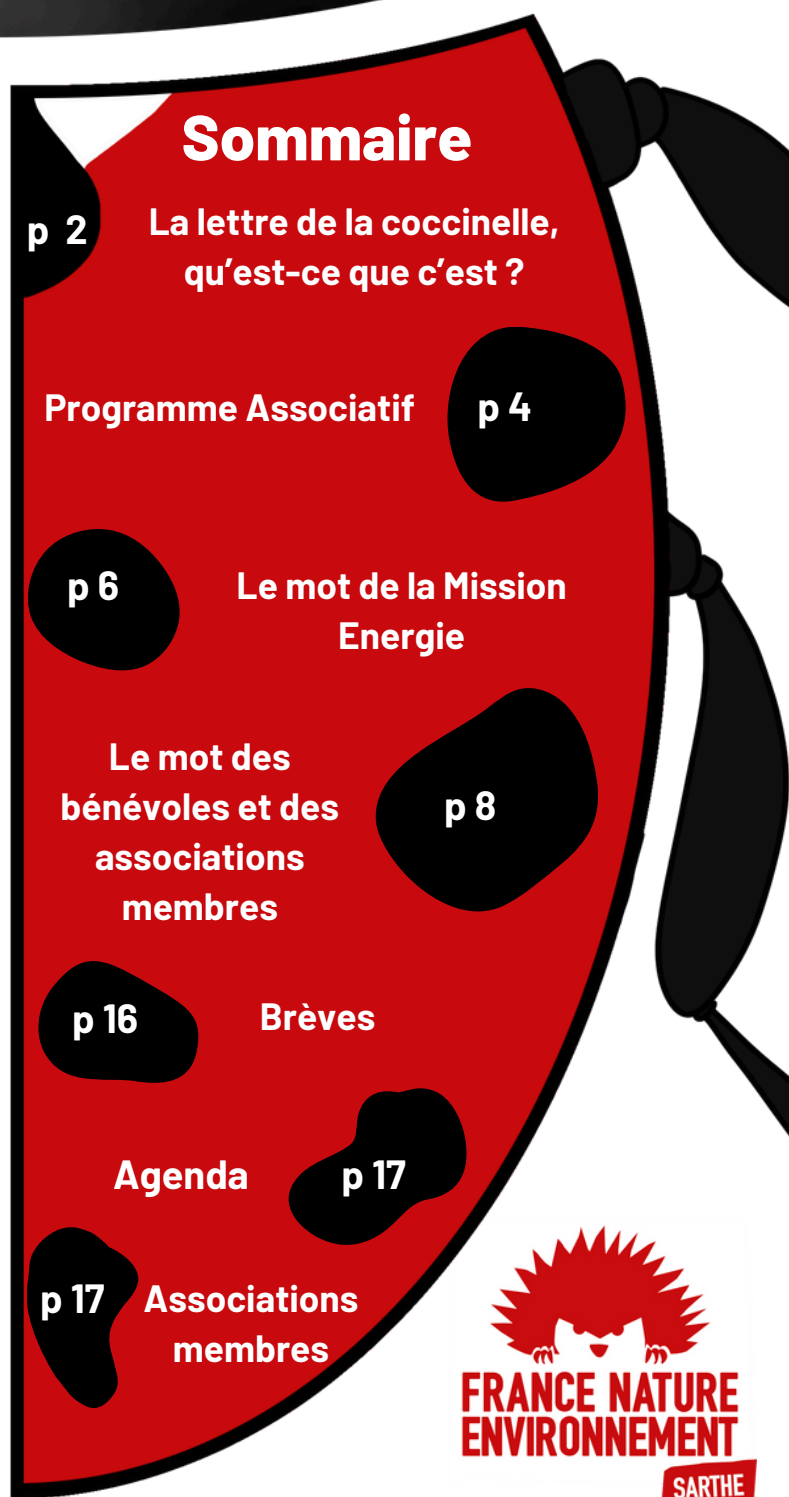 Sommaire
p 2
La lettre de la coccinelle,
qu'est-ce que c'est ?
Programme Associatif
p 4
p 6
Le mot de la Mission
Energie
Le mot des
bénévoles et des
associations
membres
p 8
p 16
Brèves
Agenda
p 17
p 17
Associations
membres
FRANCE NATURE
ENVIRONNEMENT
SARTHE